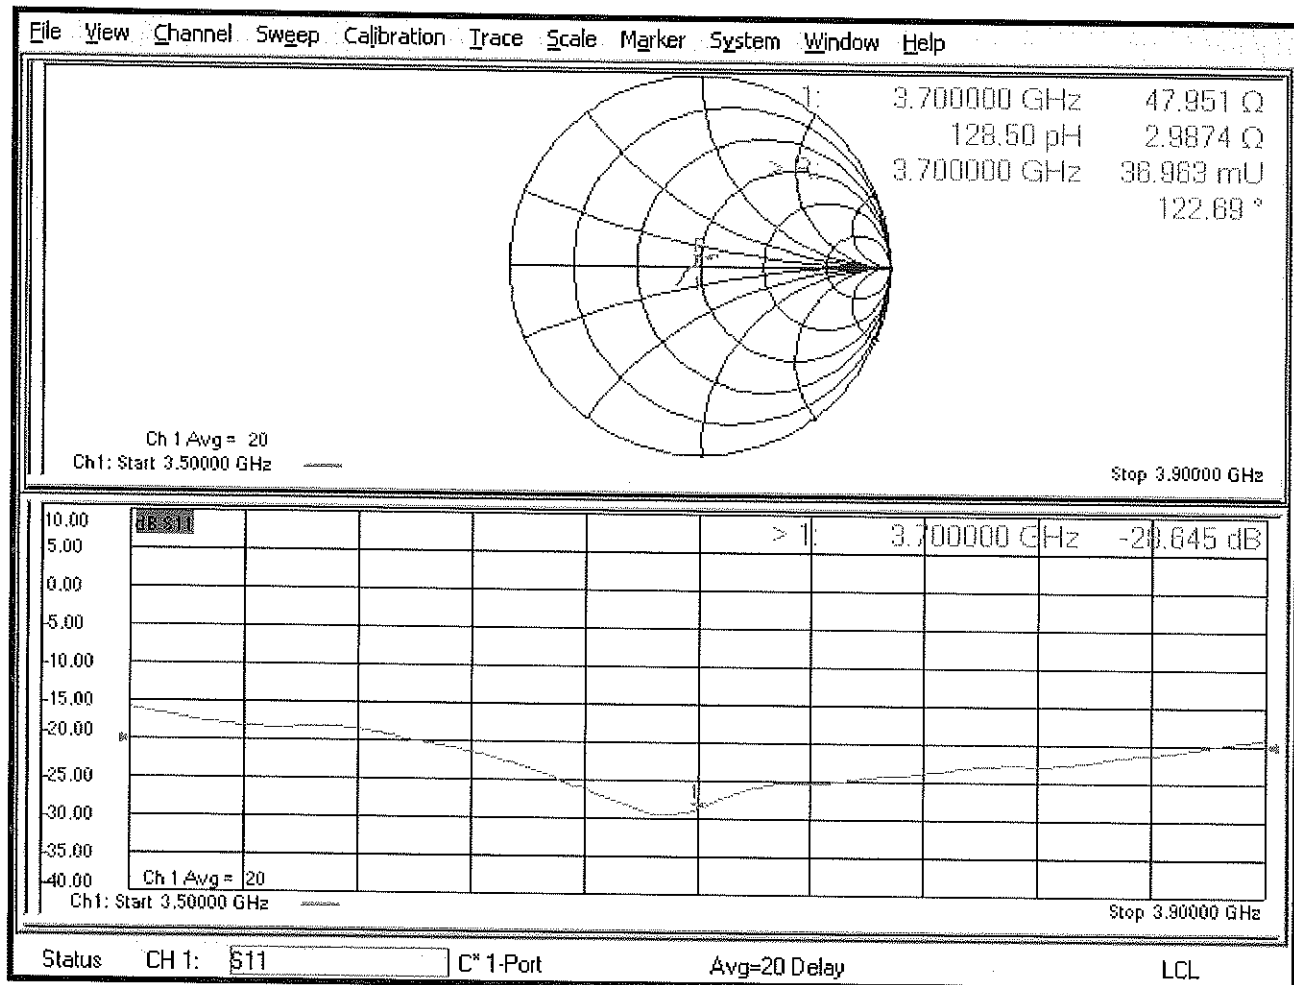 File View Channel Sweep Calibration Trace Scale Marker System Window Help
1: 3.700000 GHz 47.951 Ω
128.50 pH 2.9874 Ω
> 2: 3.700000 GHz 36.963 mU
122.69 °
Ch 1 Avg = 20
Ch1: Start 3.50000 GHz
Stop 3.90000 GHz
10.00
dB S11
> 1: 3.700000 GHz -28.645 dB
5.00
0.00
-5.00
-10.00
-15.00
-20.00
-25.00
-30.00
1
-35.00
-40.00
Ch 1 Avg = 20
Ch1: Start 3.50000 GHz
Stop 3.90000 GHz
Status CH 1: S11 C* 1-Port Avg=20 Delay LCL